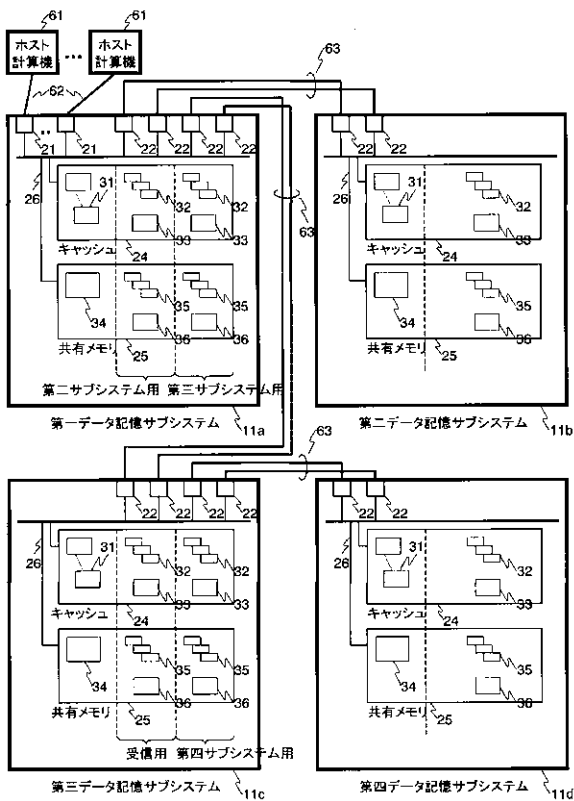 61 61
ホスト計算機 … ホスト計算機
62
63
21 21 22 22 22 22
26
31 32 32
33 33
キャッシュ 24
34 35 35
36 36
共有メモリ 25
第二サブシステム用 第三サブシステム用
第一データ記憶サブシステム 11a
63
22 22
26
31 32
33
キャッシュ 24
34 35
36
共有メモリ 25
第二データ記憶サブシステム 11b
63
22 22 22 22
26
31 32 32
33 33
キャッシュ 24
34 35 35
36 36
共有メモリ 25
受信用 第四サブシステム用
第三データ記憶サブシステム 11c
22 22
26
31 32
33
キャッシュ 24
34 35
36
共有メモリ 25
第四データ記憶サブシステム 11d